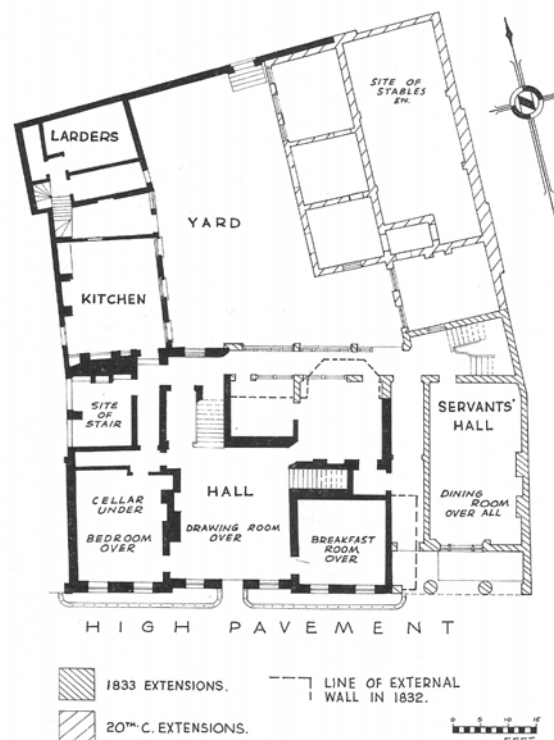 SITE OF
STABLES
ETC.
LARDERS
YARD
KITCHEN
SITE
OF
STAIR
SERVANTS'
HALL
CELLAR
UNDER
HALL
DINING
ROOM
OVER ALL
BEDROOM
OVER
DRAWING ROOM
OVER
BREAKFAST
ROOM
OVER
HIGH PAVEMENT
1833 EXTENSIONS.
LINE OF EXTERNAL
WALL IN 1832.
20TH. C. EXTENSIONS.
0 5 10 15
FEET